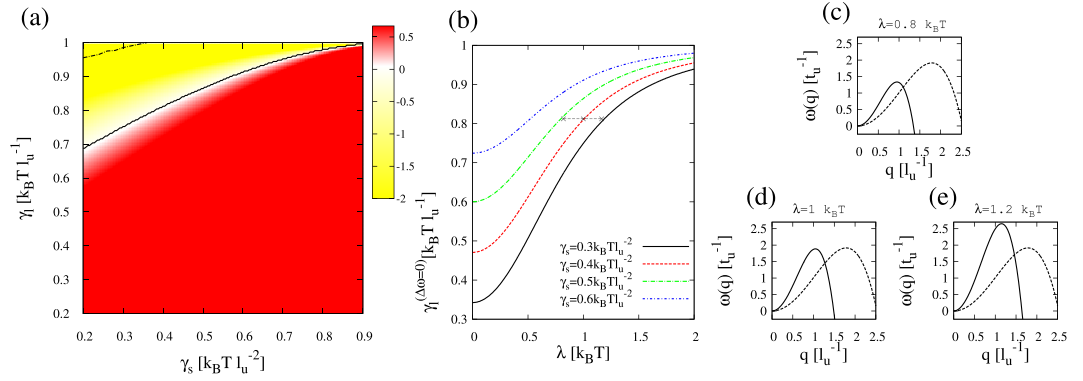 (a)
1
0.9
0.8
0.7
0.6
0.5
0.4
0.3
0.2
γl [kBT lu-1]
0.2 0.3 0.4 0.5 0.6 0.7 0.8 0.9
γs [kBT lu-2]
0.5
0
-0.5
-1
-1.5
-2
(b)
1
0.9
0.8
0.7
0.6
0.5
0.4
0.3
γl(Δω=0)[kBT lu-1]
γs=0.3kBTlu-2
γs=0.4kBTlu-2
γs=0.5kBTlu-2
γs=0.6kBTlu-2
0 0.5 1 1.5 2
λ [kBT]
(c)
λ=0.8 kBT
2.5
2
1.5
1
0.5
0
ω(q) [tu-1]
0 0.5 1 1.5 2 2.5
q [lu-1]
(d)
λ=1 kBT
2.5
2
1.5
1
0.5
0
ω(q) [tu-1]
0 0.5 1 1.5 2 2.5
q [lu-1]
(e)
λ=1.2 kBT
2.5
2
1.5
1
0.5
0
ω(q) [tu-1]
0 0.5 1 1.5 2 2.5
q [lu-1]